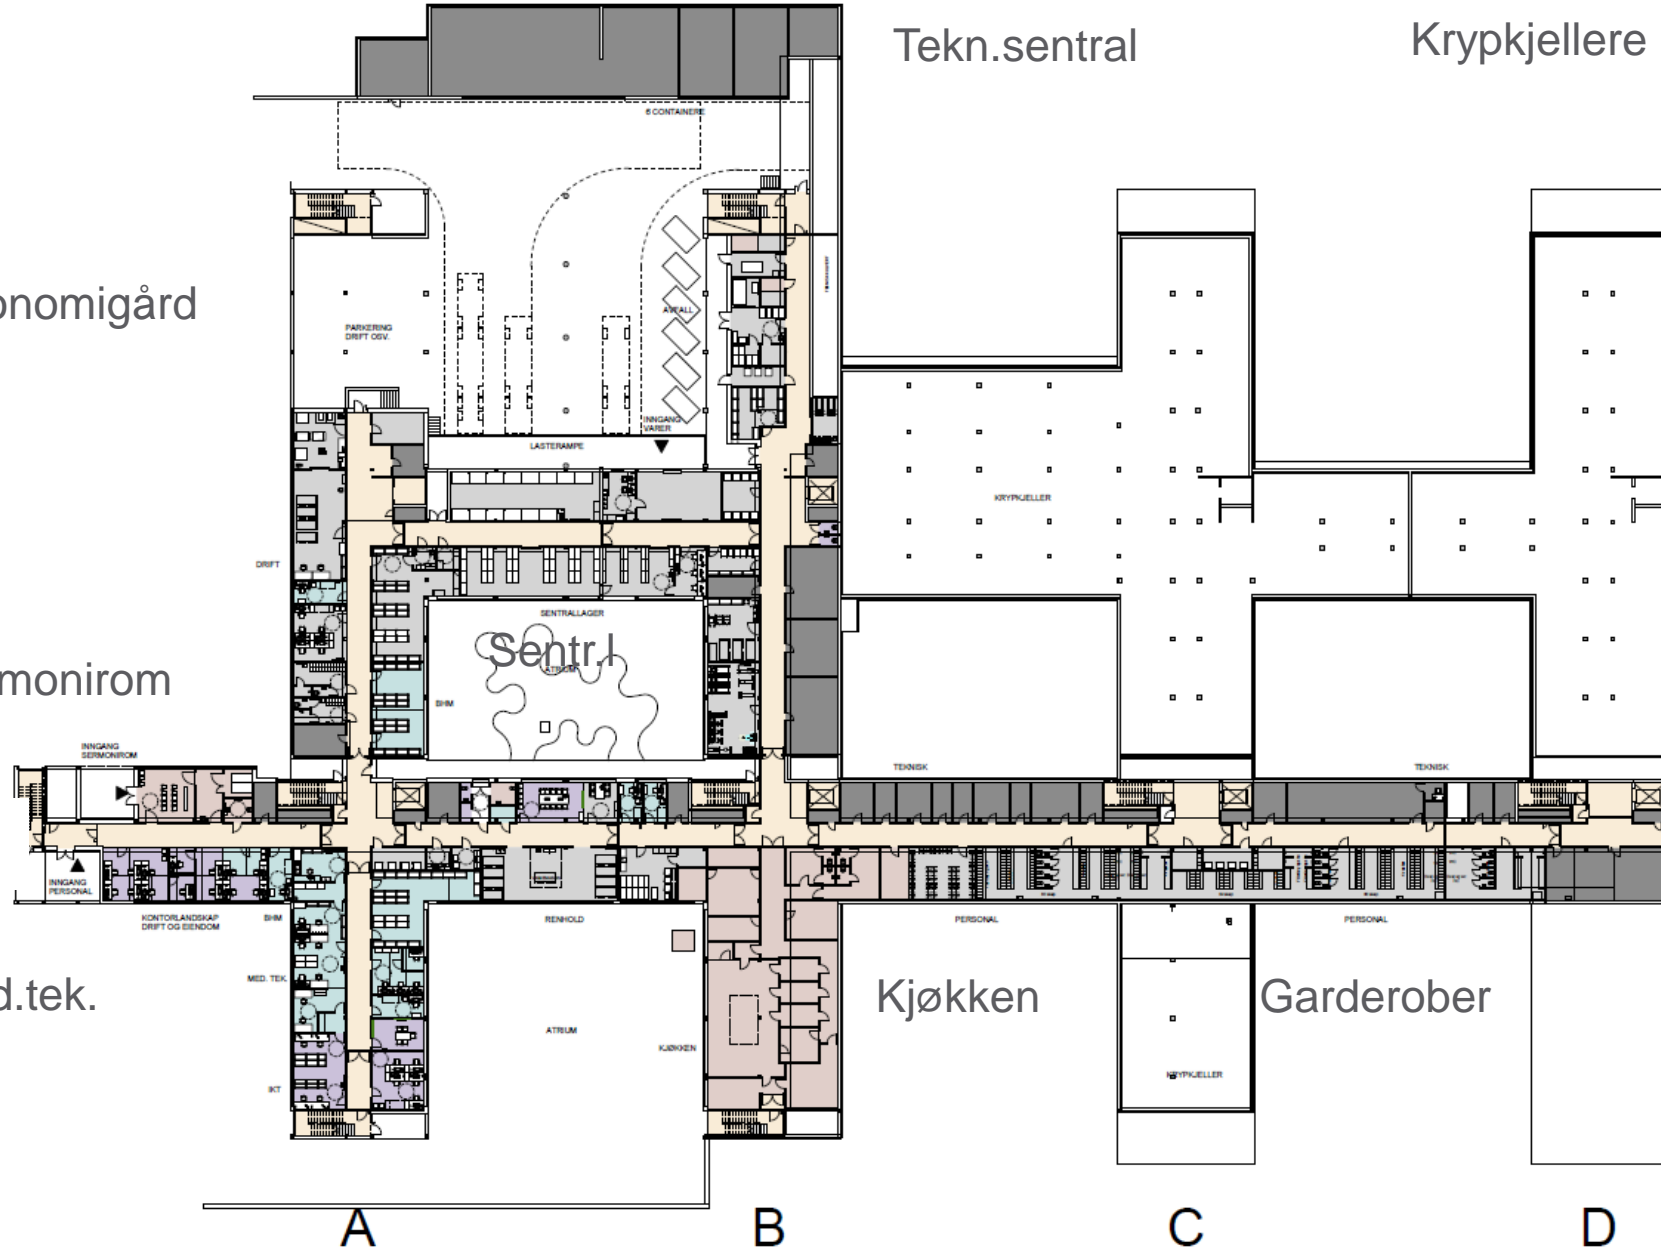 Tekn.sentral
Krypkjellere
6 CONTAINERE
onomigård
AVFALL
PARKERING
DRIFT OSV.
INNGANG
VARER
LASTERAMPE
KRYPKJELLER
DRIFT
SENTRALLAGER
Sentr.l
ATRIUM
monirom
BHM
INNGANG
SERMONIROM
TEKNISK
TEKNISK
INNGANG
PERSONAL
KONTORLANDSKAP
DRIFT OG EIENDOM
BHM
RENHOLD
PERSONAL
PERSONAL
MED. TEK.
d.tek.
Kjøkken
Garderober
ATRIUM
KJØKKEN
KRYPKJELLER
IKT
A
B
C
D